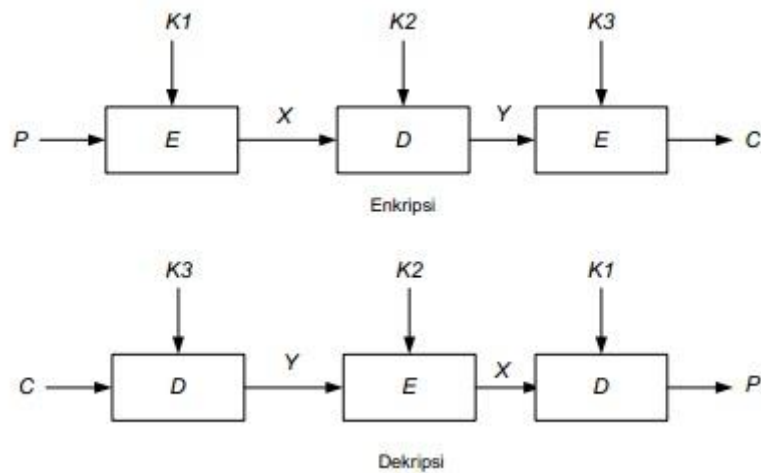 K1 K2 K3
P E X D Y E C
Enkripsi
K3 K2 K1
C D Y E X D P
Dekripsi